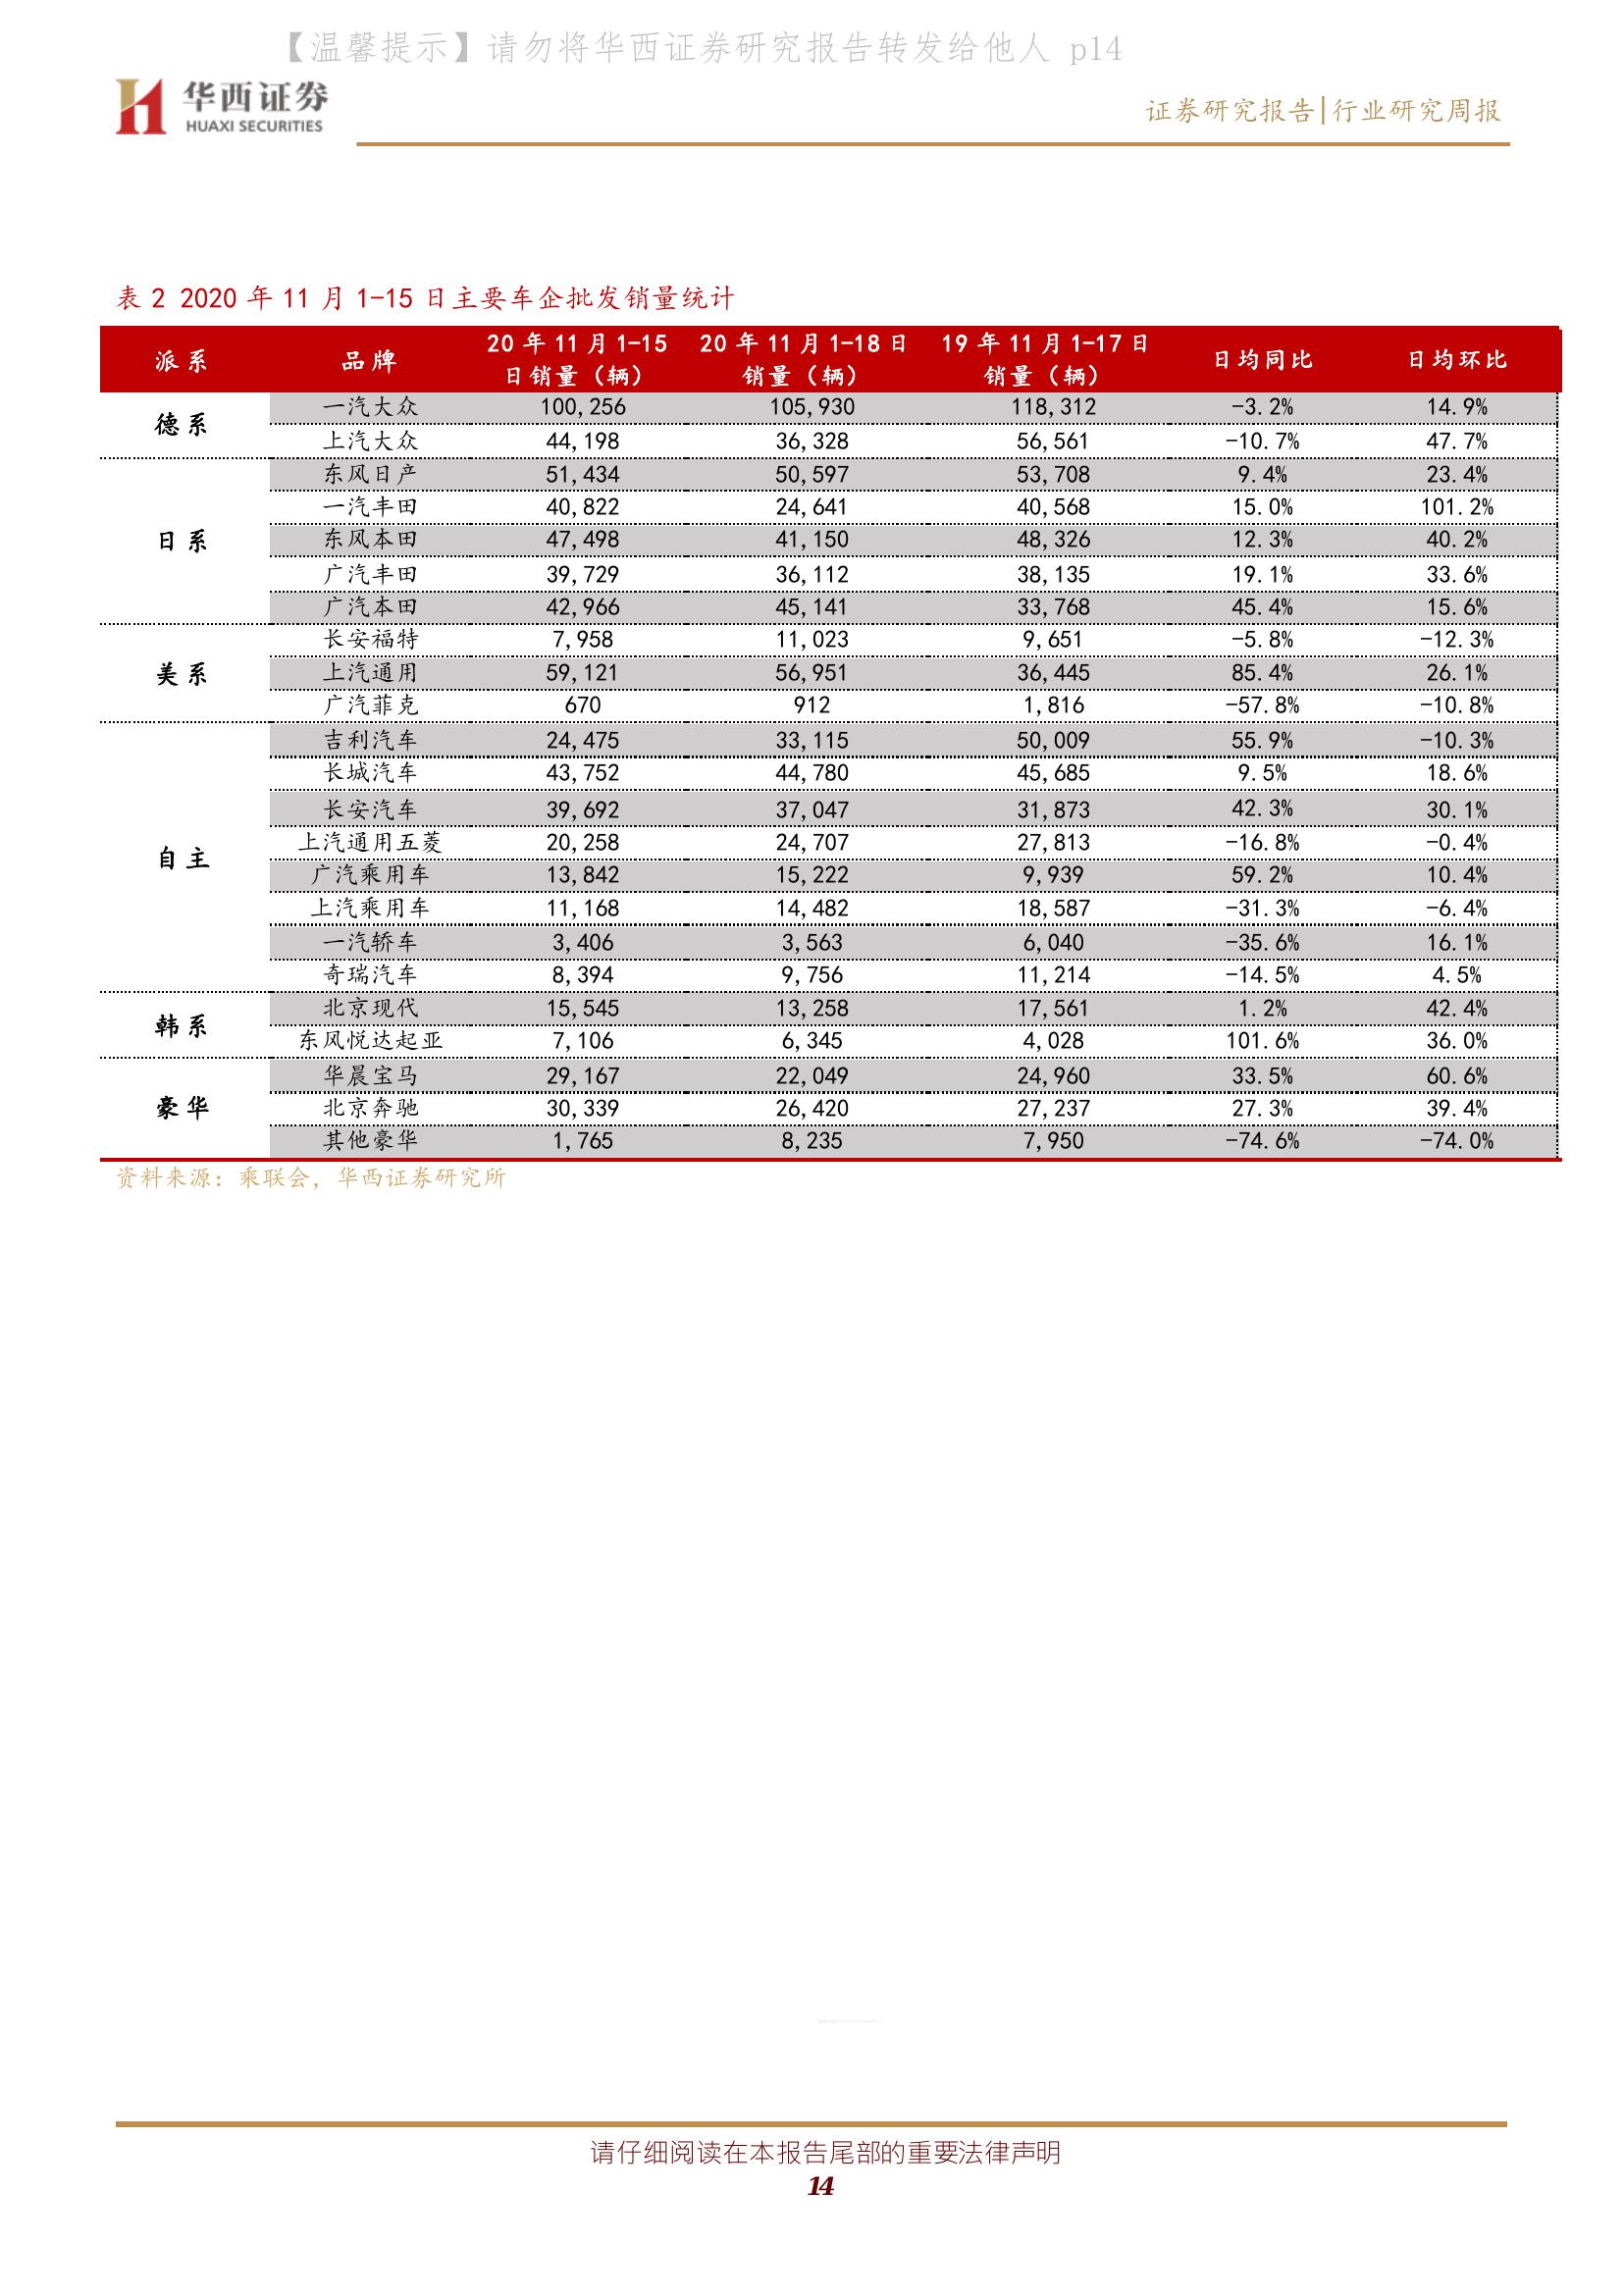 【温馨提示】请勿将华西证券研究报告转发给他人 p14
华西证券
HUAXI SECURITIES
证券研究报告|行业研究周报
表 2 2020 年 11 月 1-15 日主要车企批发销量统计
派系 品牌 20 年 11 月 1-15 日销量（辆） 20 年 11 月 1-18 日销量（辆） 19 年 11 月 1-17 日销量（辆） 日均同比 日均环比
德系 一汽大众 100,256 105,930 118,312 -3.2% 14.9%
上汽大众 44,198 36,328 56,561 -10.7% 47.7%
日系 东风日产 51,434 50,597 53,708 9.4% 23.4%
一汽丰田 40,822 24,641 40,568 15.0% 101.2%
东风本田 47,498 41,150 48,326 12.3% 40.2%
广汽丰田 39,729 36,112 38,135 19.1% 33.6%
广汽本田 42,966 45,141 33,768 45.4% 15.6%
美系 长安福特 7,958 11,023 9,651 -5.8% -12.3%
上汽通用 59,121 56,951 36,445 85.4% 26.1%
广汽菲克 670 912 1,816 -57.8% -10.8%
自主 吉利汽车 24,475 33,115 50,009 55.9% -10.3%
长城汽车 43,752 44,780 45,685 9.5% 18.6%
长安汽车 39,692 37,047 31,873 42.3% 30.1%
上汽通用五菱 20,258 24,707 27,813 -16.8% -0.4%
广汽乘用车 13,842 15,222 9,939 59.2% 10.4%
上汽乘用车 11,168 14,482 18,587 -31.3% -6.4%
一汽轿车 3,406 3,563 6,040 -35.6% 16.1%
奇瑞汽车 8,394 9,756 11,214 -14.5% 4.5%
韩系 北京现代 15,545 13,258 17,561 1.2% 42.4%
东风悦达起亚 7,106 6,345 4,028 101.6% 36.0%
豪华 华晨宝马 29,167 22,049 24,960 33.5% 60.6%
北京奔驰 30,339 26,420 27,237 27.3% 39.4%
其他豪华 1,765 8,235 7,950 -74.6% -74.0%
资料来源：乘联会，华西证券研究所
请仔细阅读在本报告尾部的重要法律声明
14